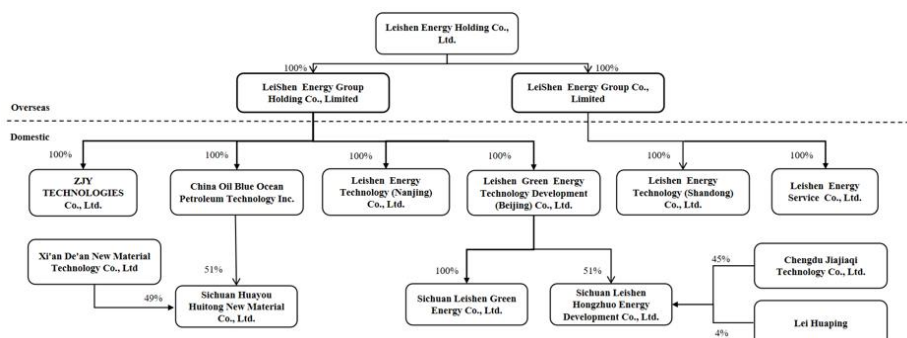 Leishen Energy Holding Co.,
Ltd.
100%
100%
LeiShen Energy Group
Holding Co., Limited
LeiShen Energy Group Co.,
Limited
Overseas
Domestic
100%
100%
100%
100%
100%
100%
ZJY
TECHNOLOGIES
Co., Ltd.
China Oil Blue Ocean
Petroleum Technology Inc.
Leishen Energy
Technology (Nanjing)
Co., Ltd.
Leishen Green Energy
Technology Development
(Beijing) Co., Ltd.
Leishen Energy
Technology (Shandong)
Co., Ltd.
Leishen Energy
Service Co., Ltd.
Xi'an De'an New Material
Technology Co., Ltd
51%
100%
51%
45%
Chengdu Jiajiaqi
Technology Co., Ltd.
49%
Sichuan Huayou
Huitong New Material
Co., Ltd.
Sichuan Leishen Green
Energy Co., Ltd.
Sichuan Leishen
Hongzhuo Energy
Development Co., Ltd.
4%
Lei Huaping